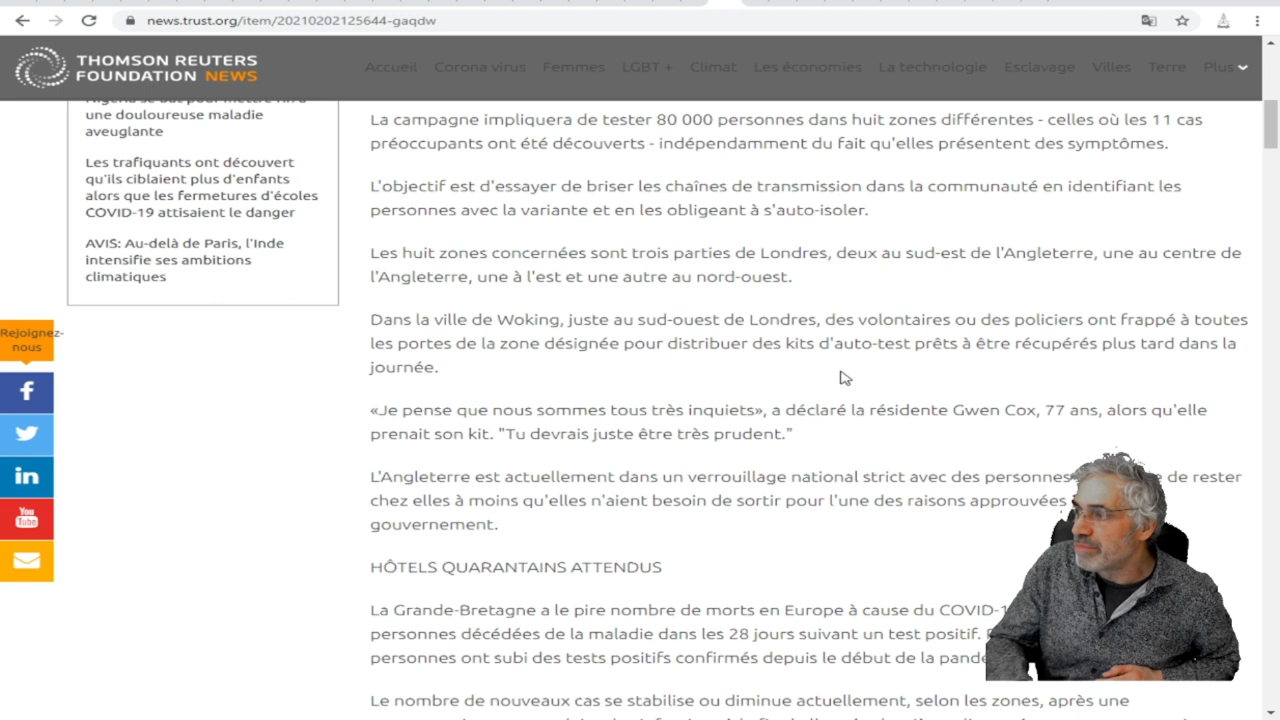 news.trust.org/item/20210202125644-gaqdw
THOMSON REUTERS
FOUNDATION NEWS
Accueil Corona virus Femmes LGBT + Climat Les économies La technologie Esclavage Villes Terre Plus
Nigeria se bat pour mettre fin à
une douloureuse maladie
aveuglante
Les trafiquants ont découvert
qu'ils ciblaient plus d'enfants
alors que les fermetures d'écoles
COVID-19 attisaient le danger
AVIS: Au-delà de Paris, l'Inde
intensifie ses ambitions
climatiques
Rejoignez-
nous
You
Tube
La campagne impliquera de tester 80 000 personnes dans huit zones différentes - celles où les 11 cas
préoccupants ont été découverts - indépendamment du fait qu'elles présentent des symptômes.
L'objectif est d'essayer de briser les chaînes de transmission dans la communauté en identifiant les
personnes avec la variante et en les obligeant à s'auto-isoler.
Les huit zones concernées sont trois parties de Londres, deux au sud-est de l'Angleterre, une au centre de
l'Angleterre, une à l'est et une autre au nord-ouest.
Dans la ville de Woking, juste au sud-ouest de Londres, des volontaires ou des policiers ont frappé à toutes
les portes de la zone désignée pour distribuer des kits d'auto-test prêts à être récupérés plus tard dans la
journée.
«Je pense que nous sommes tous très inquiets», a déclaré la résidente Gwen Cox, 77 ans, alors qu'elle
prenait son kit. "Tu devrais juste être très prudent."
L'Angleterre est actuellement dans un verrouillage national strict avec des personnes de rester
chez elles à moins qu'elles n'aient besoin de sortir pour l'une des raisons approuvées
gouvernement.
HÔTELS QUARANTAINS ATTENDUS
La Grande-Bretagne a le pire nombre de morts en Europe à cause du COVID-1
personnes décédées de la maladie dans les 28 jours suivant un test positif.
personnes ont subi des tests positifs confirmés depuis le début de la pandé
Le nombre de nouveaux cas se stabilise ou diminue actuellement, selon les zones, après une